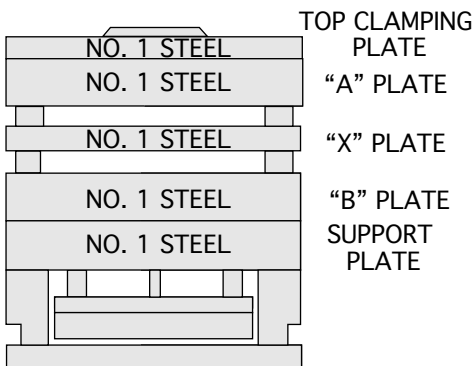 TOP CLAMPING
PLATE
NO. 1 STEEL
NO. 1 STEEL
“A” PLATE
NO. 1 STEEL
“X” PLATE
NO. 1 STEEL
“B” PLATE
NO. 1 STEEL
SUPPORT
PLATE